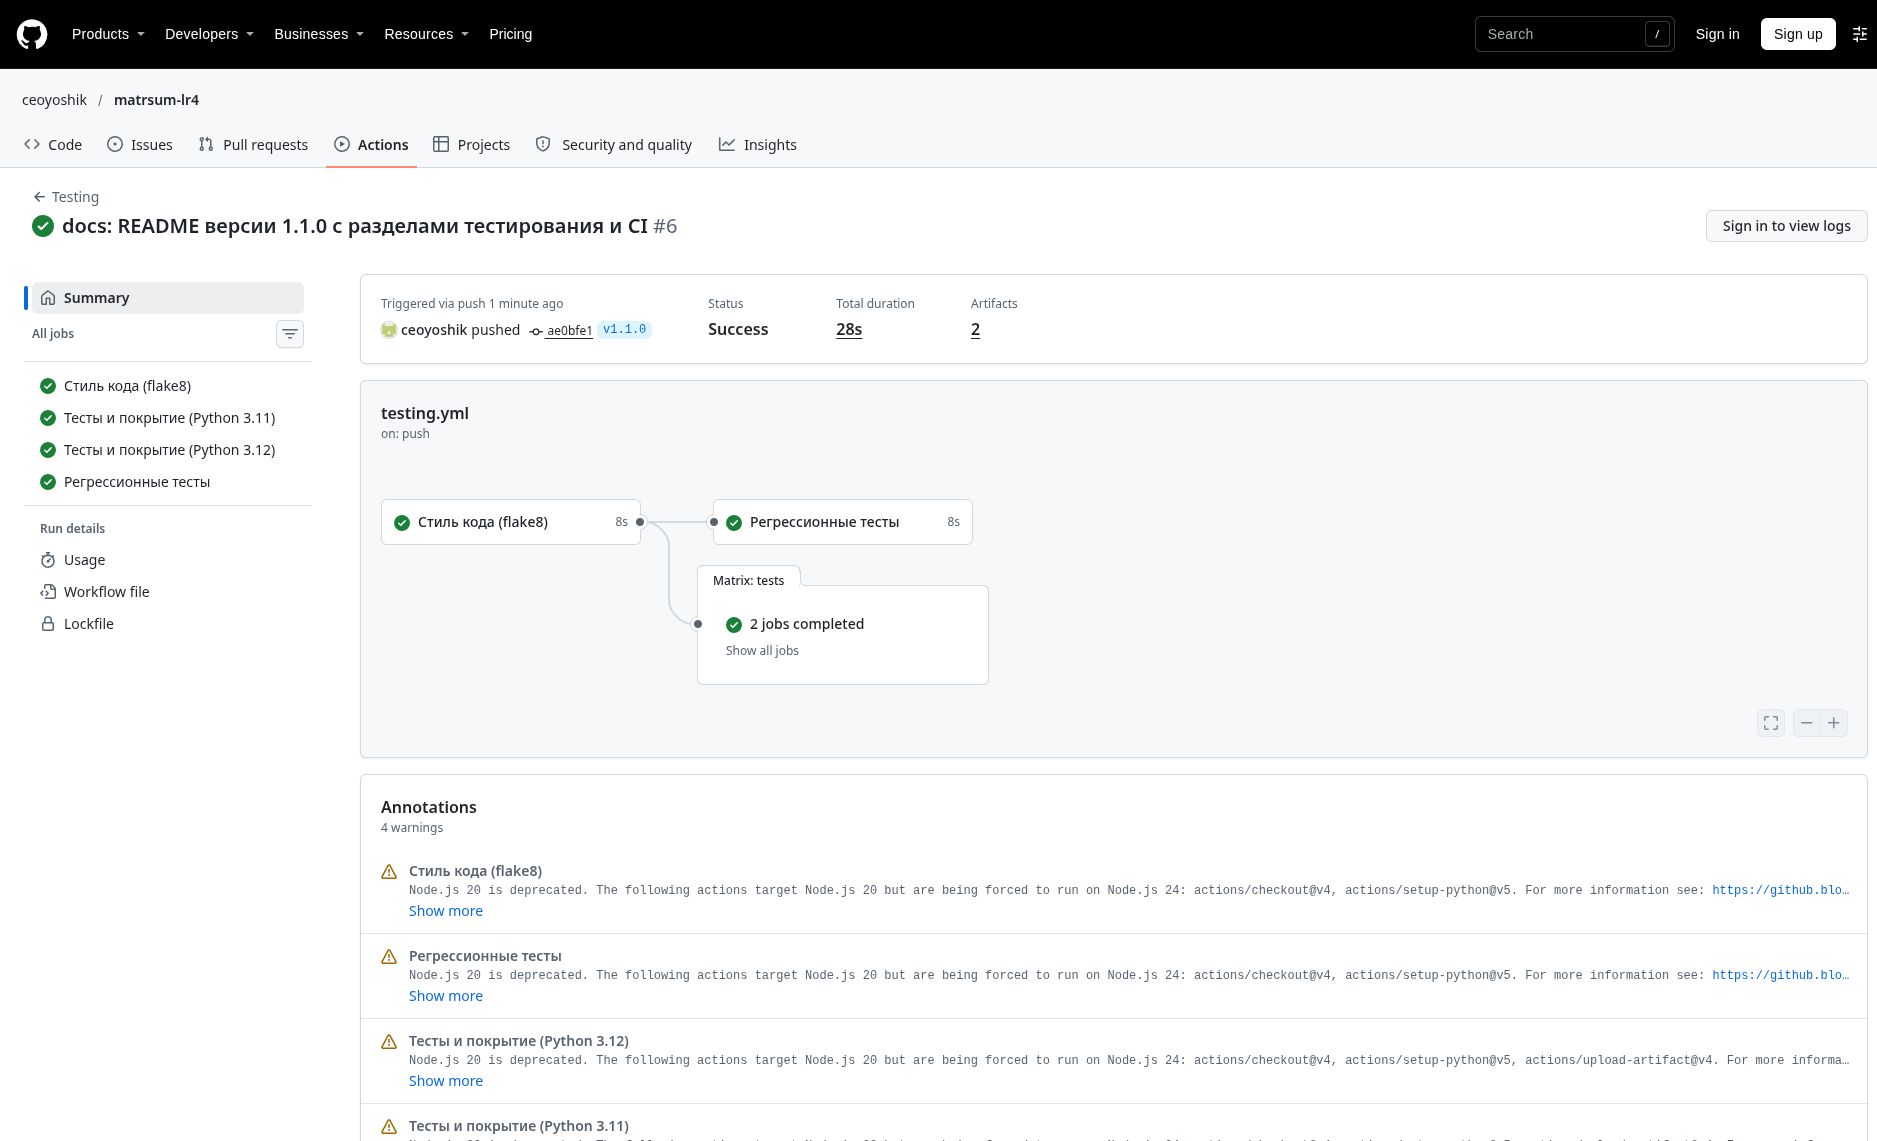 Products Developers Businesses Resources Pricing Search / Sign in Sign up
ceoyoshik / matrsum-lr4
Code Issues Pull requests Actions Projects Security and quality Insights
Testing
docs: README версии 1.1.0 с разделами тестирования и CI #6
Sign in to view logs
Summary
All jobs
Стиль кода (flake8)
Тесты и покрытие (Python 3.11)
Тесты и покрытие (Python 3.12)
Регрессионные тесты
Run details
Usage
Workflow file
Lockfile
Triggered via push 1 minute ago
ceoyoshik pushed ae0bfe1 v1.1.0
Status
Success
Total duration
28s
Artifacts
2
testing.yml
on: push
Стиль кода (flake8) 8s
Регрессионные тесты 8s
Matrix: tests
2 jobs completed
Show all jobs
Annotations
4 warnings
Стиль кода (flake8)
Node.js 20 is deprecated. The following actions target Node.js 20 but are being forced to run on Node.js 24: actions/checkout@v4, actions/setup-python@v5. For more information see: https://github.blo…
Show more
Регрессионные тесты
Node.js 20 is deprecated. The following actions target Node.js 20 but are being forced to run on Node.js 24: actions/checkout@v4, actions/setup-python@v5. For more information see: https://github.blo…
Show more
Тесты и покрытие (Python 3.12)
Node.js 20 is deprecated. The following actions target Node.js 20 but are being forced to run on Node.js 24: actions/checkout@v4, actions/setup-python@v5, actions/upload-artifact@v4. For more informa…
Show more
Тесты и покрытие (Python 3.11)